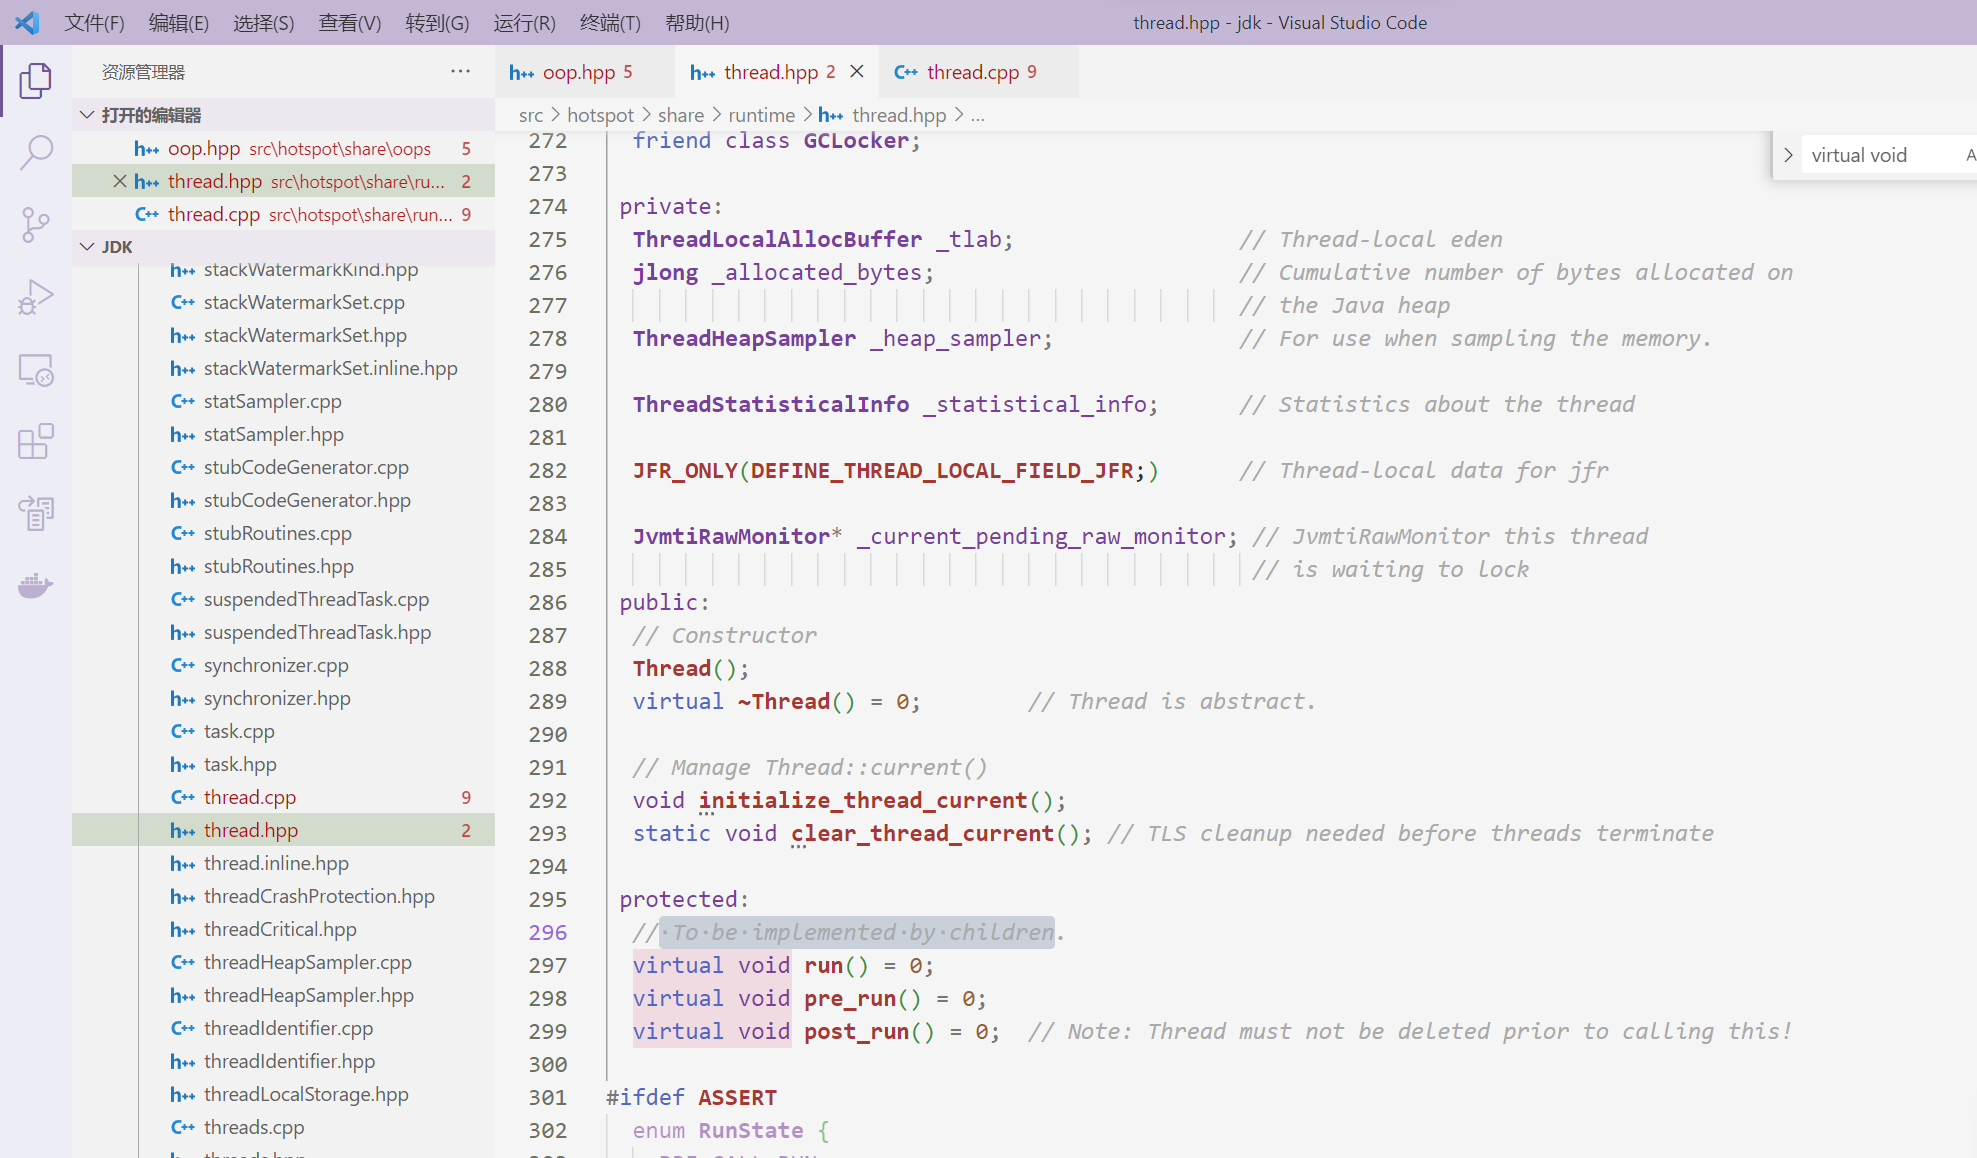 文件(F) 编辑(E) 选择(S) 查看(V) 转到(G) 运行(R) 终端(T) 帮助(H) thread.hpp - jdk - Visual Studio Code
资源管理器 ...
打开的编辑器
h++ oop.hpp src\hotspot\share\oops 5
h++ thread.hpp src\hotspot\share\ru... 2
C++ thread.cpp src\hotspot\share\run... 9
JDK
h++ stackWatermarkKind.hpp
C++ stackWatermarkSet.cpp
h++ stackWatermarkSet.hpp
h++ stackWatermarkSet.inline.hpp
C++ statSampler.cpp
h++ statSampler.hpp
C++ stubCodeGenerator.cpp
h++ stubCodeGenerator.hpp
C++ stubRoutines.cpp
h++ stubRoutines.hpp
C++ suspendedThreadTask.cpp
h++ suspendedThreadTask.hpp
C++ synchronizer.cpp
h++ synchronizer.hpp
C++ task.cpp
h++ task.hpp
C++ thread.cpp 9
h++ thread.hpp 2
h++ thread.inline.hpp
h++ threadCrashProtection.hpp
h++ threadCritical.hpp
C++ threadHeapSampler.cpp
h++ threadHeapSampler.hpp
C++ threadIdentifier.cpp
h++ threadIdentifier.hpp
h++ threadLocalStorage.hpp
C++ threads.cpp
h++ oop.hpp 5 h++ thread.hpp 2 C++ thread.cpp 9
src > hotspot > share > runtime > h++ thread.hpp > ...
virtual void
272 friend class GCLocker;
273
274 private:
275 ThreadLocalAllocBuffer _tlab; // Thread-local eden
276 jlong _allocated_bytes; // Cumulative number of bytes allocated on
277 // the Java heap
278 ThreadHeapSampler _heap_sampler; // For use when sampling the memory.
279
280 ThreadStatisticalInfo _statistical_info; // Statistics about the thread
281
282 JFR_ONLY(DEFINE_THREAD_LOCAL_FIELD_JFR;) // Thread-local data for jfr
283
284 JvmtiRawMonitor* _current_pending_raw_monitor; // JvmtiRawMonitor this thread
285 // is waiting to lock
286 public:
287 // Constructor
288 Thread();
289 virtual ~Thread() = 0; // Thread is abstract.
290
291 // Manage Thread::current()
292 void initialize_thread_current();
293 static void clear_thread_current(); // TLS cleanup needed before threads terminate
294
295 protected:
296 // To be implemented by children.
297 virtual void run() = 0;
298 virtual void pre_run() = 0;
299 virtual void post_run() = 0; // Note: Thread must not be deleted prior to calling this!
300
301 #ifdef ASSERT
302 enum RunState {